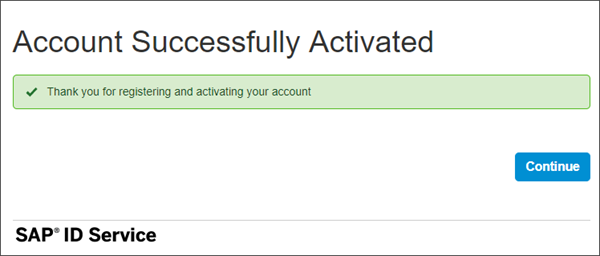 Account Successfully Activated
Thank you for registering and activating your account
Continue
SAP® ID Service